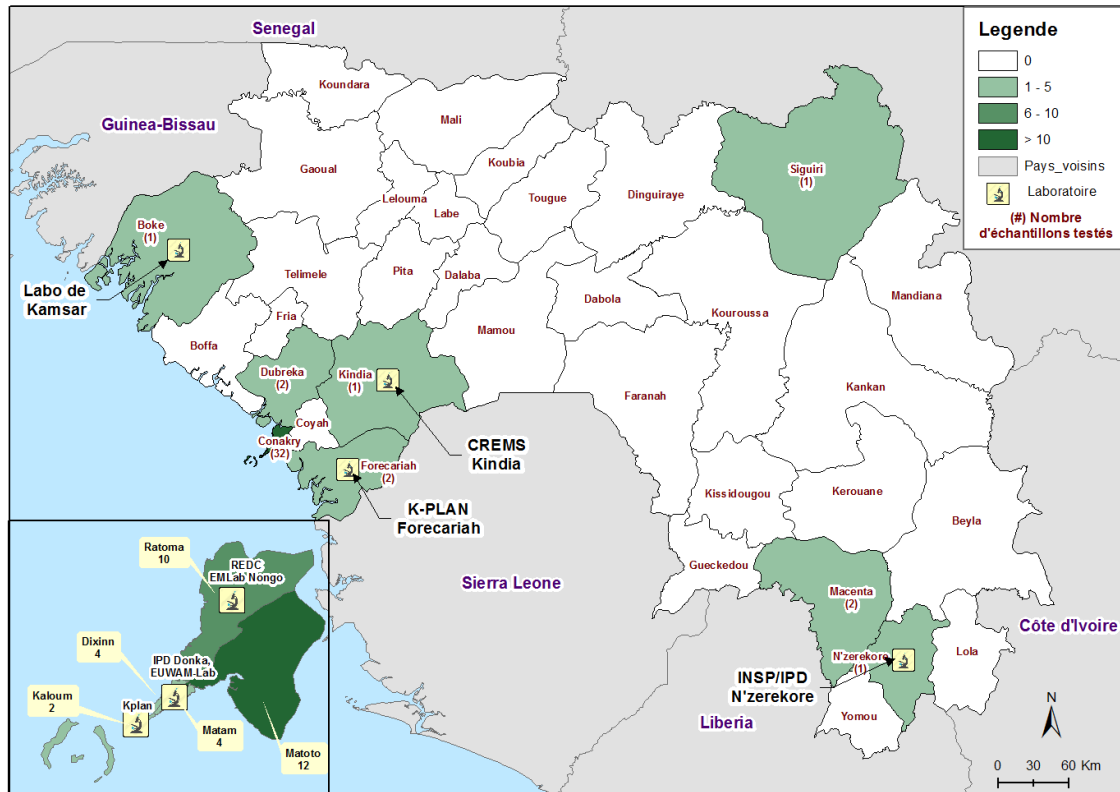 Senegal
Guinea-Bissau
Sierra Leone
Liberia
Côte d'Ivoire
Koundara
Mali
Gaoual
Koubia
Lelouma
Labe
Tougue
Dinguiraye
Siguiri
(1)
Boke
(1)
Labo de
Kamsar
Telimele
Pita
Dalaba
Fria
Boffa
Mamou
Dabola
Kouroussa
Mandiana
Dubreka
(2)
Kindia
(1)
Coyah
Conakry
(32)
Forecariah
(2)
CREMS
Kindia
K-PLAN
Forecariah
Faranah
Kankan
Kissidougou
Kerouane
Beyla
Gueckedou
Macenta
(2)
N'zerekore
(1)
Lola
Yomou
INSP/IPD
N'zerekore
Legende
0
1 - 5
6 - 10
> 10
Pays_voisins
Laboratoire
(#) Nombre
d'échantillons testés
Ratoma
10
REDC
EMLab Nongo
Dixinn
4
IPD Donka,
EUWAM-Lab
Kaloum
2
Kplan
Matam
4
Matoto
12
N
0 30 60 Km